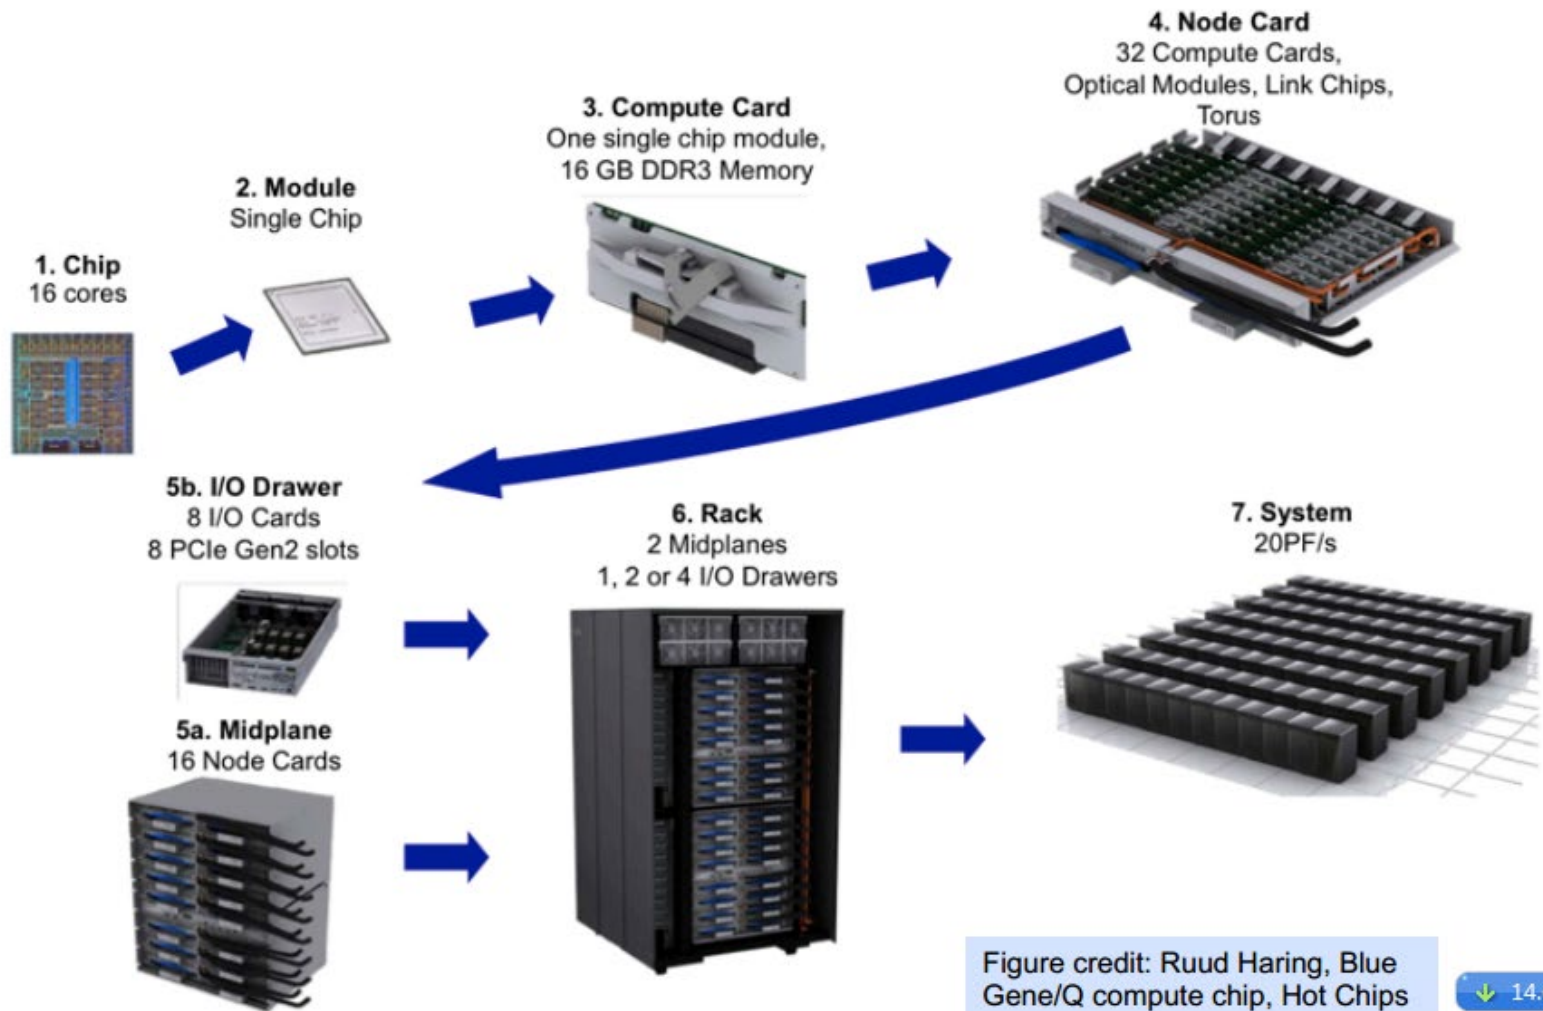 1. Chip
16 cores
2. Module
Single Chip
3. Compute Card
One single chip module,
16 GB DDR3 Memory
4. Node Card
32 Compute Cards,
Optical Modules, Link Chips,
Torus
5b. I/O Drawer
8 I/O Cards
8 PCIe Gen2 slots
5a. Midplane
16 Node Cards
6. Rack
2 Midplanes
1, 2 or 4 I/O Drawers
7. System
20PF/s
Figure credit: Ruud Haring, Blue
Gene/Q compute chip, Hot Chips
14.